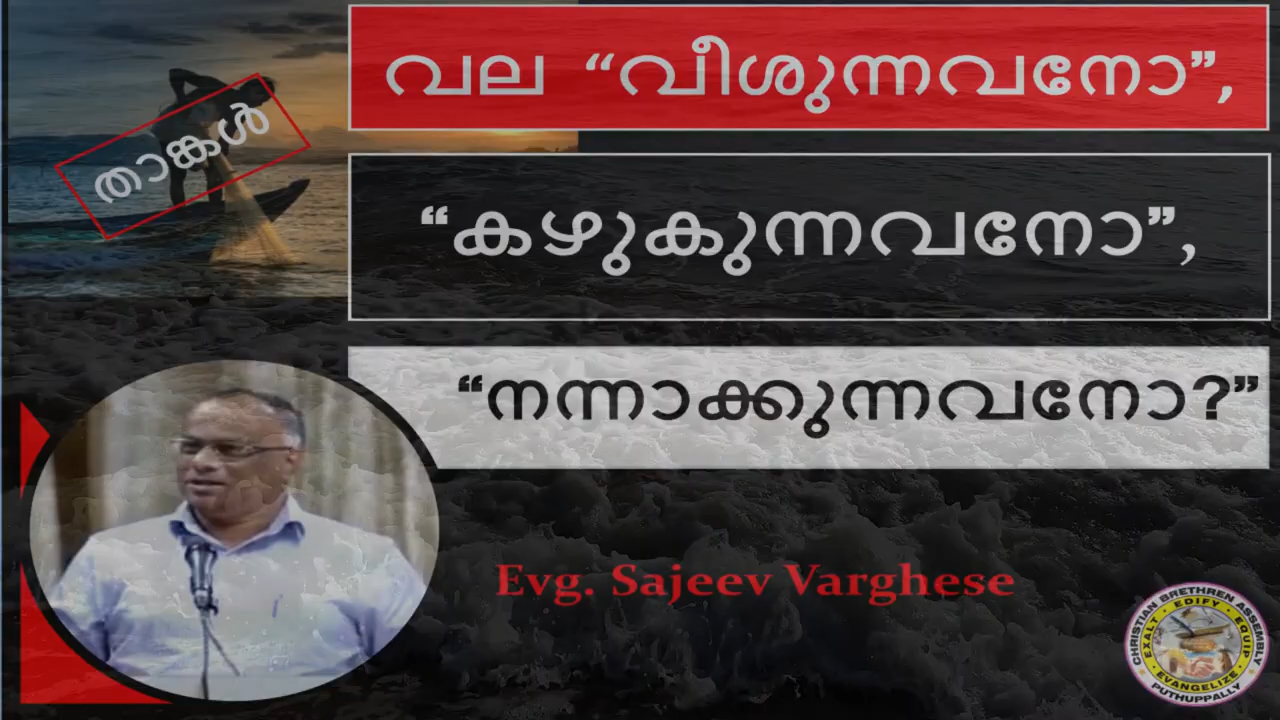 താങ്കൾ
വല “വീശുന്നവനോ”,
“കഴുകുന്നവനോ”,
“നന്നാക്കുന്നവനോ?”
Evg. Sajeev Varghese
CHRISTIAN BRETHREN ASSEMBLY
EXALT · EDIFY · EQUIP
· EVANGELIZE ·
PUTHUPPALLY